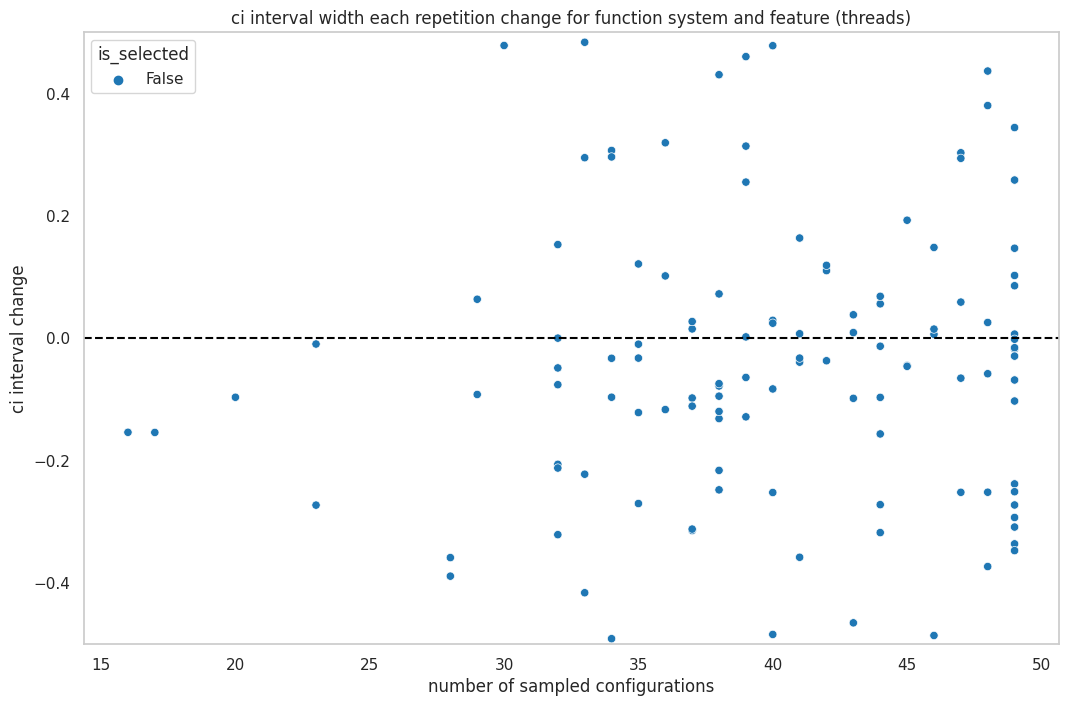 ci interval width each repetition change for function system and feature (threads)
is_selected
False
ci interval change
0.4
0.2
0.0
−0.2
−0.4
15 20 25 30 35 40 45 50
number of sampled configurations